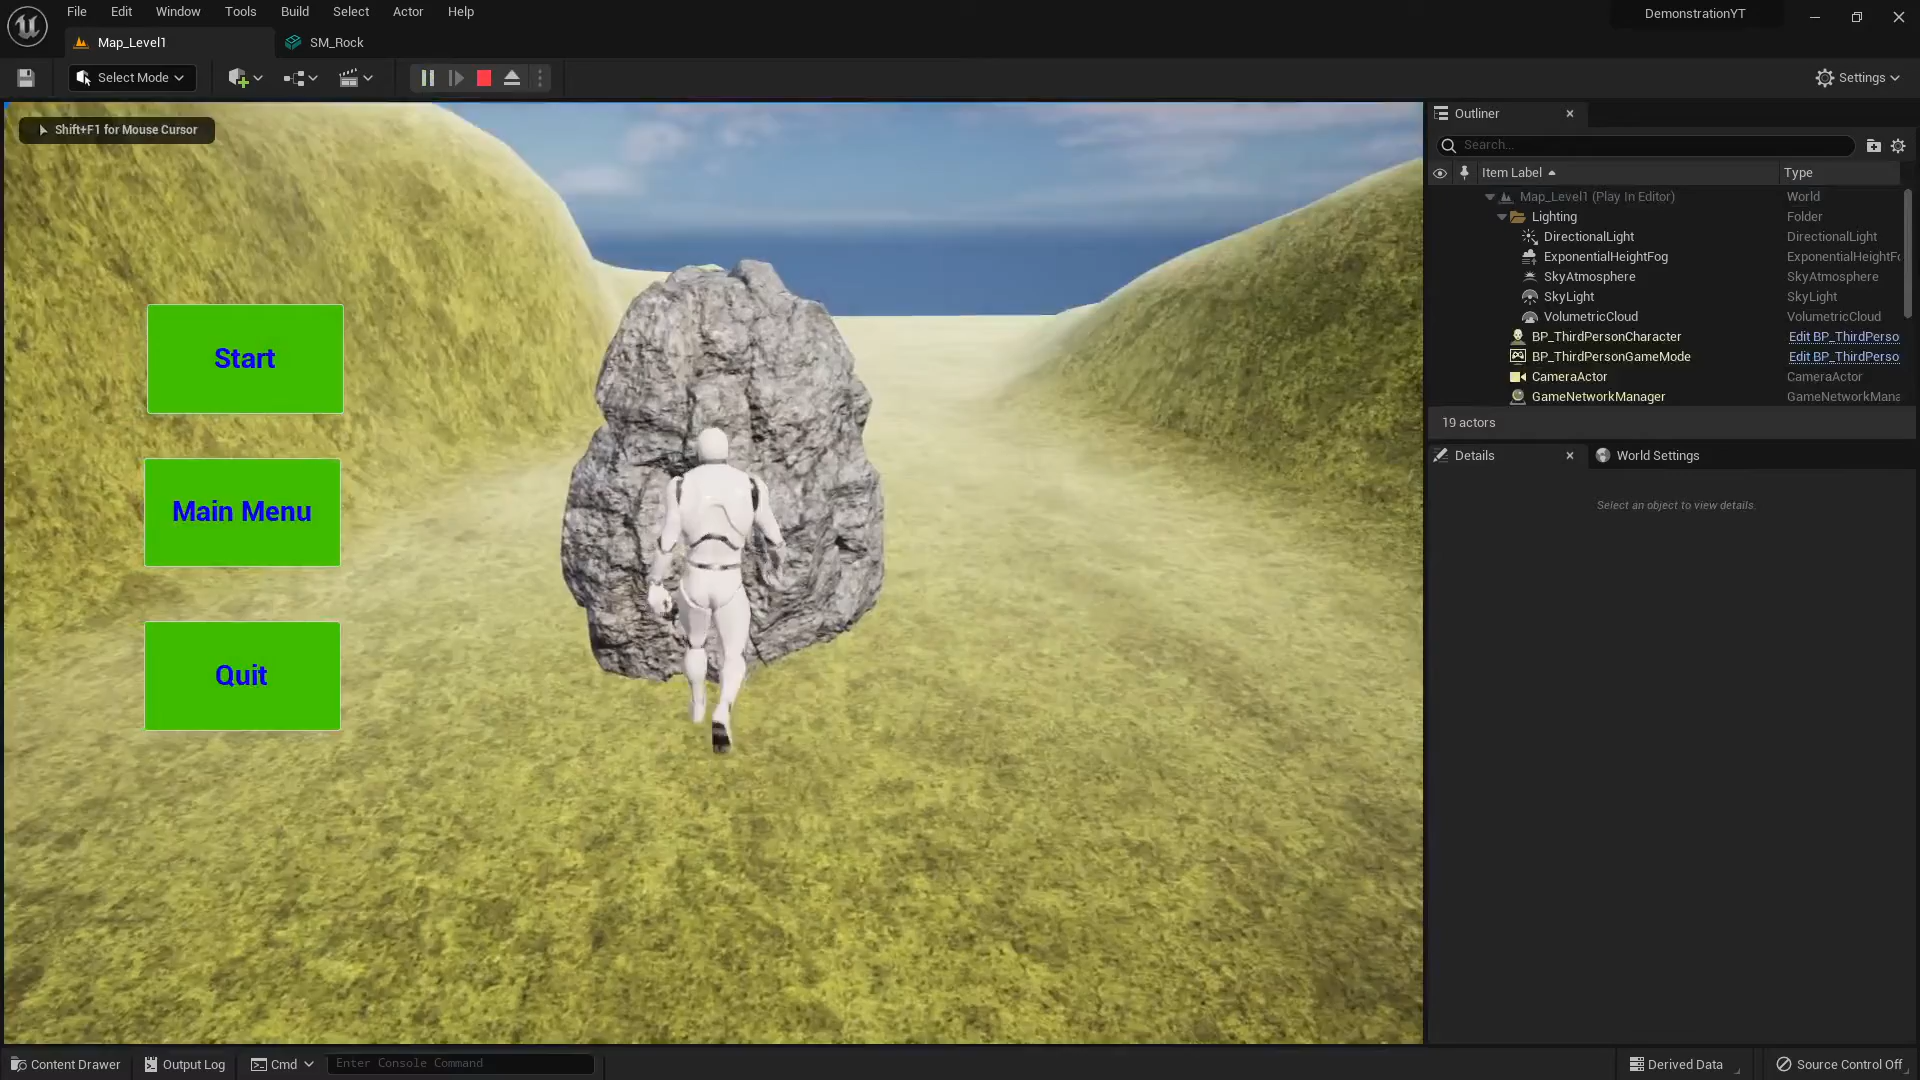 File Edit Window Tools Build Select Actor Help
DemonstrationYT
Map_Level1
SM_Rock
Select Mode
Settings
Shift+F1 for Mouse Cursor
Start
Main Menu
Quit
Outliner
Search...
Item Label Type
Map_Level1 (Play In Editor) World
Lighting Folder
DirectionalLight DirectionalLight
ExponentialHeightFog ExponentialHeightFo
SkyAtmosphere SkyAtmosphere
SkyLight SkyLight
VolumetricCloud VolumetricCloud
BP_ThirdPersonCharacter Edit BP_ThirdPerso
BP_ThirdPersonGameMode Edit BP_ThirdPerso
CameraActor CameraActor
GameNetworkManager GameNetworkMana
19 actors
Details
World Settings
Select an object to view details.
Content Drawer
Output Log
Cmd
Enter Console Command
Derived Data
Source Control Off